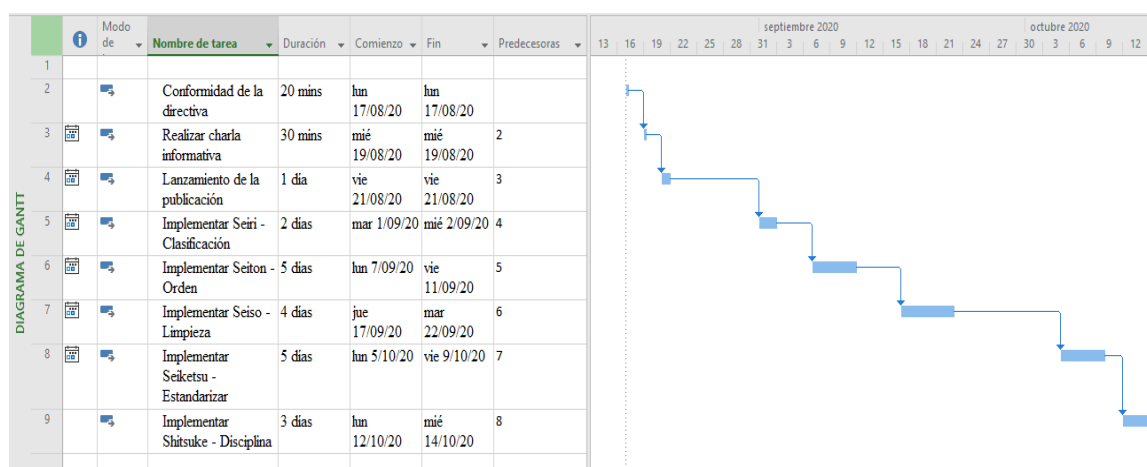 DIAGRAMA DE GANTT
Modo de
Nombre de tarea
Duración
Comienzo
Fin
Predecesoras
septiembre 2020
octubre 2020
13 16 19 22 25 28 31 3 6 9 12 15 18 21 24 27 30 3 6 9 12
1
2 Conformidad de la 20 mins lun lun
directiva 17/08/20 17/08/20
3 Realizar charla 30 mins mié mié 2
informativa 19/08/20 19/08/20
4 Lanzamiento de la 1 dia vie vie 3
publicación 21/08/20 21/08/20
5 Implementar Seiri - 2 dias mar 1/09/20 mié 2/09/20 4
Clasificación
6 Implementar Seiton - 5 dias lun 7/09/20 vie 5
Orden 11/09/20
7 Implementar Seiso - 4 dias jue mar 6
Limpieza 17/09/20 22/09/20
8 Implementar 5 dias lun 5/10/20 vie 9/10/20 7
Seiketsu -
Estandarizar
9 Implementar 3 dias lun mié 8
Shitsuke - Disciplina 12/10/20 14/10/20